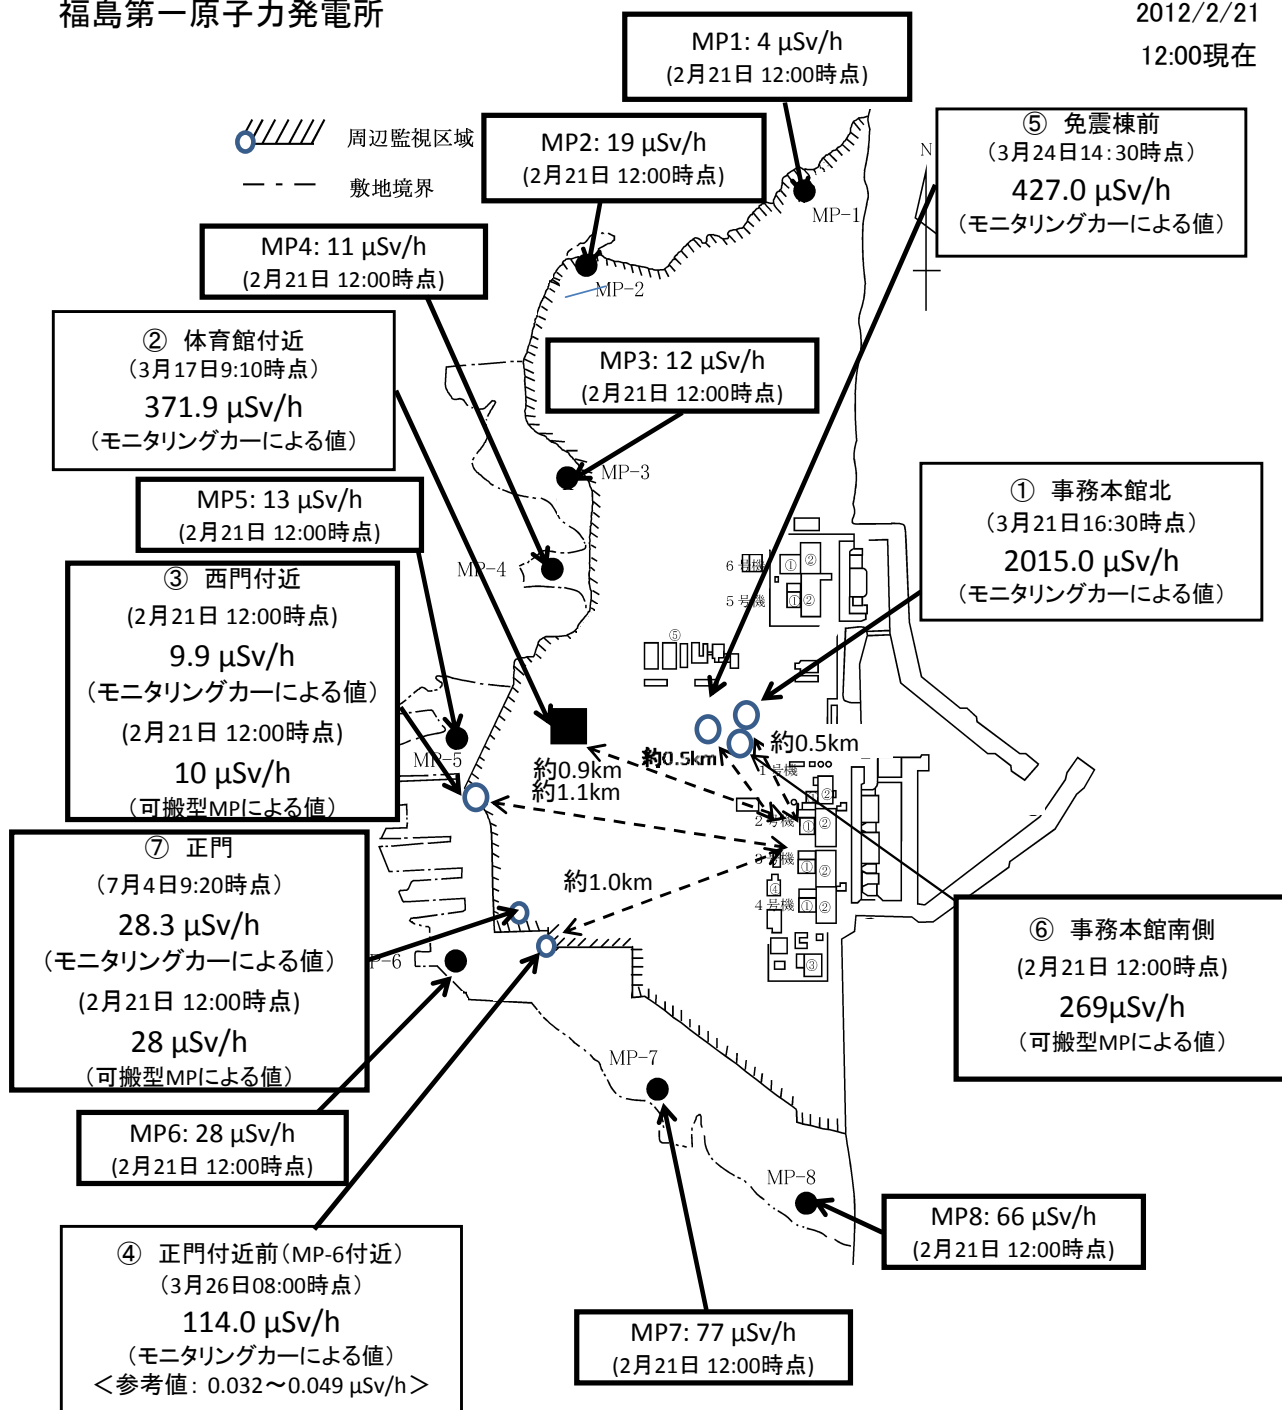 福島第一原子力発電所
2012/2/21
12:00現在
MP1: 4 μSv/h
(2月21日 12:00時点)
周辺監視区域
敷地境界
MP2: 19 μSv/h
(2月21日 12:00時点)
⑤ 免震棟前
(3月24日14:30時点)
427.0 μSv/h
(モニタリングカーによる値)
N
MP-1
MP4: 11 μSv/h
(2月21日 12:00時点)
MP-2
② 体育館付近
(3月17日9:10時点)
371.9 μSv/h
(モニタリングカーによる値)
MP3: 12 μSv/h
(2月21日 12:00時点)
MP-3
MP5: 13 μSv/h
(2月21日 12:00時点)
① 事務本館北
(3月21日16:30時点)
2015.0 μSv/h
(モニタリングカーによる値)
MP-4
6号機
① ②
5号機
① ②
③ 西門付近
(2月21日 12:00時点)
9.9 μSv/h
(モニタリングカーによる値)
(2月21日 12:00時点)
10 μSv/h
(可搬型MPによる値)
⑤
MP-5
約0.9km
約1.1km
約0.5km
約0.5km
1号機
②
2号機
① ②
3号機
① ②
④
4号機
① ②
③
約1.0km
⑦ 正門
(7月4日9:20時点)
28.3 μSv/h
(モニタリングカーによる値)
(2月21日 12:00時点)
28 μSv/h
(可搬型MPによる値)
P-6
⑥ 事務本館南側
(2月21日 12:00時点)
269μSv/h
(可搬型MPによる値)
MP-7
MP6: 28 μSv/h
(2月21日 12:00時点)
MP-8
MP8: 66 μSv/h
(2月21日 12:00時点)
④ 正門付近前(MP-6付近)
(3月26日08:00時点)
114.0 μSv/h
(モニタリングカーによる値)
<参考値: 0.032～0.049 μSv/h>
MP7: 77 μSv/h
(2月21日 12:00時点)